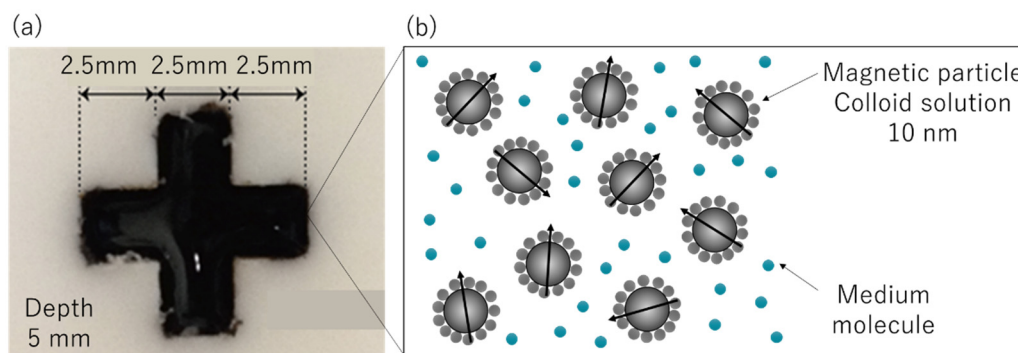 (a)
2.5mm 2.5mm 2.5mm
Depth
5 mm
(b)
Magnetic particle
Colloid solution
10 nm
Medium
molecule